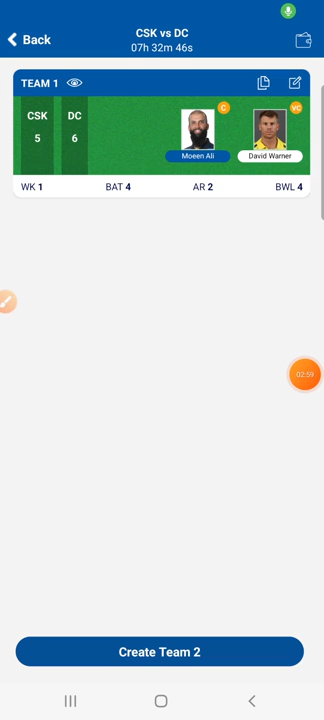 Back
CSK vs DC
07h 32m 46s
TEAM 1
CSK
5
DC
6
C
Moeen Ali
VC
David Warner
WK 1
BAT 4
AR 2
BWL 4
02:59
Create Team 2